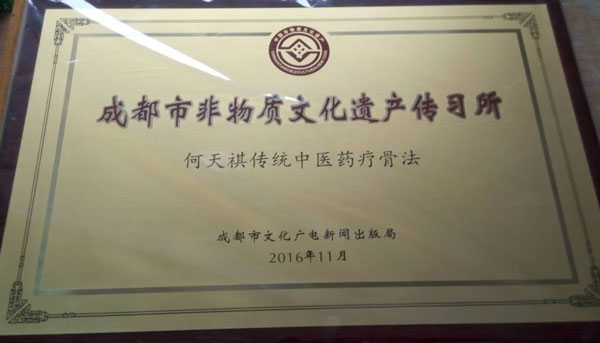 成都市非物质文化遗产传习所
何天祺传统中医药疗骨法
成都市文化广电新闻出版局
2016年11月